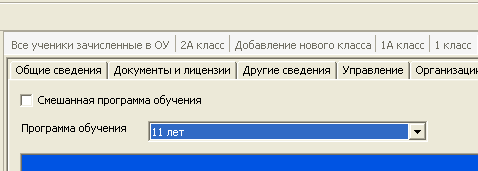 Все ученики зачисленные в ОУ | 2А класс | Добавление нового класса | 1А класс | 1 класс
Общие сведения | Документы и лицензии | Другие сведения | Управление
Смешанная программа обучения
Программа обучения 11 лет